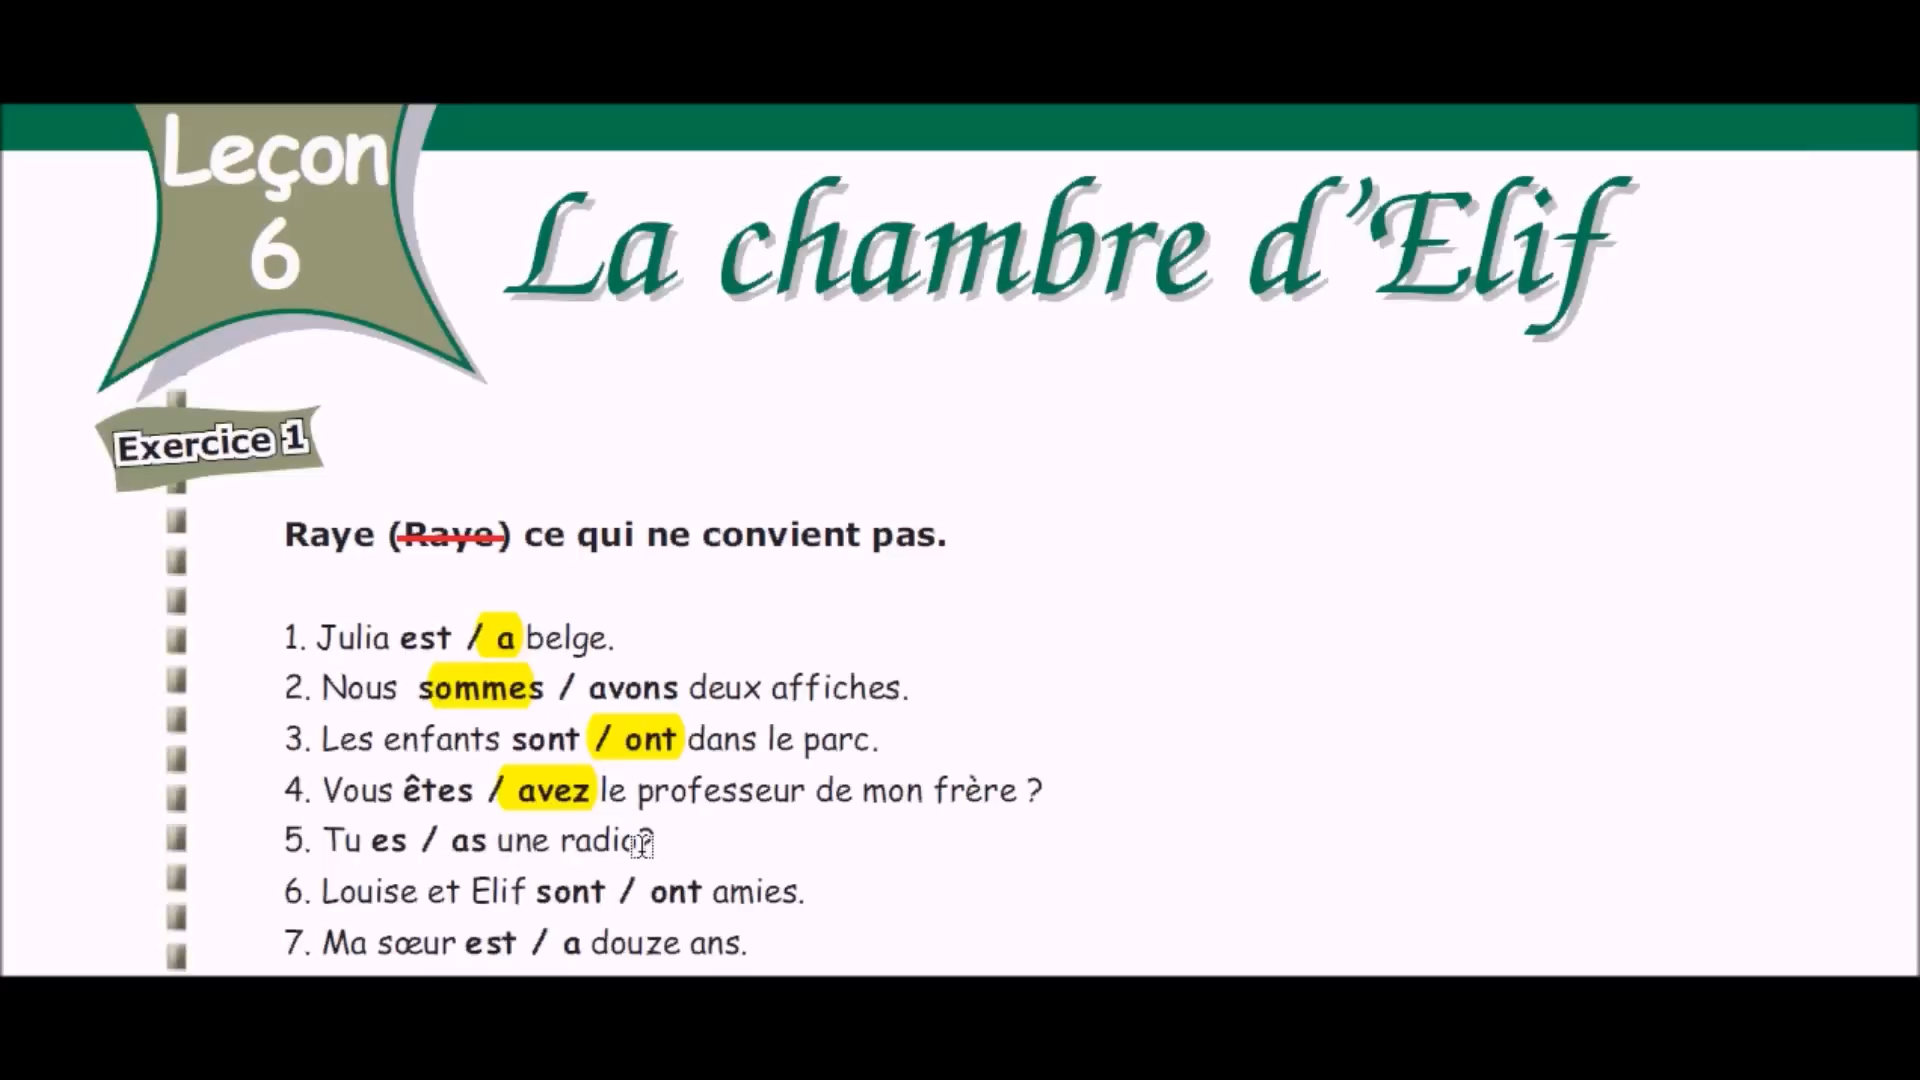 Leçon
6
La chambre d'Elif
Exercice 1
Raye (Raye) ce qui ne convient pas.
1. Julia est / a belge.
2. Nous sommes / avons deux affiches.
3. Les enfants sont / ont dans le parc.
4. Vous êtes / avez le professeur de mon frère ?
5. Tu es / as une radio?
6. Louise et Elif sont / ont amies.
7. Ma sœur est / a douze ans.